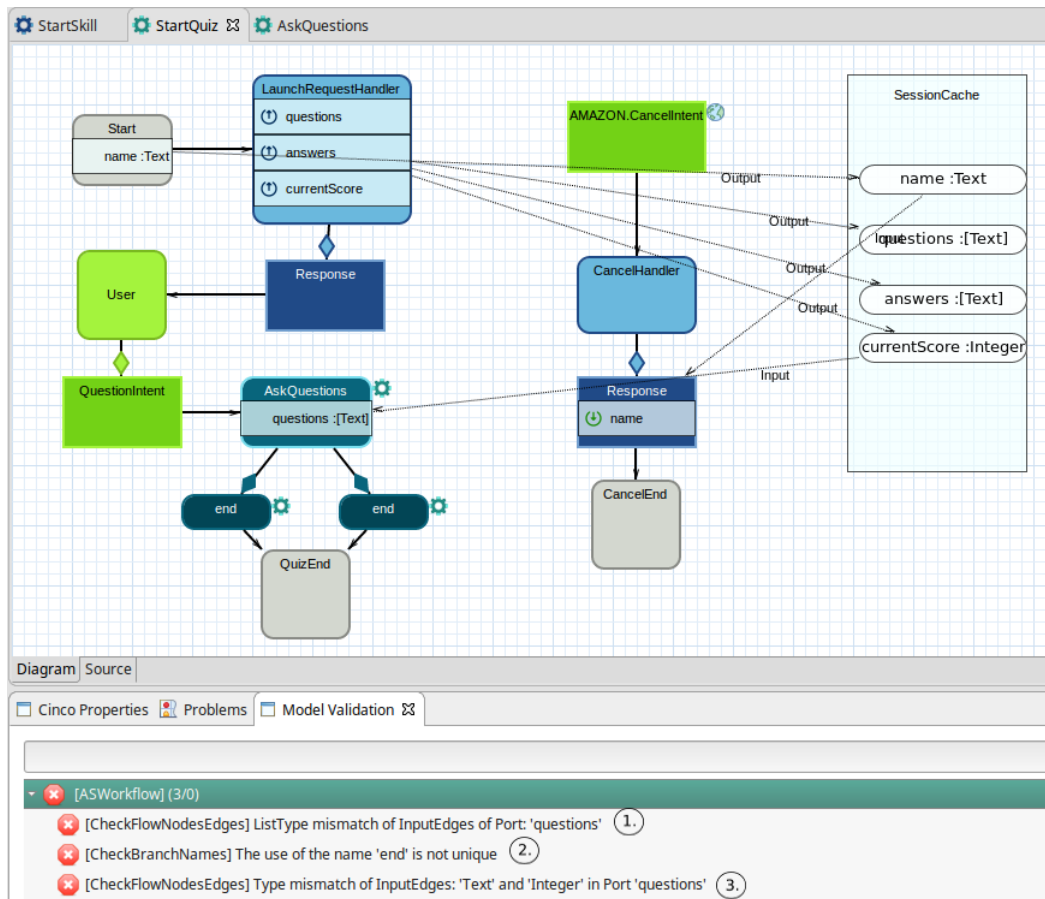 StartSkill
StartQuiz
AskQuestions
LaunchRequestHandler
questions
answers
currentScore
Start
name :Text
AMAZON.CancelIntent
SessionCache
name :Text
questions :[Text]
answers :[Text]
currentScore :Integer
Output
Output
Input
Output
Output
Input
Response
User
CancelHandler
QuestionIntent
AskQuestions
questions :[Text]
Response
name
end
end
CancelEnd
QuizEnd
Diagram
Source
Cinco Properties
Problems
Model Validation
[ASWorkflow] (3/0)
[CheckFlowNodesEdges] ListType mismatch of InputEdges of Port: 'questions' 1.
[CheckBranchNames] The use of the name 'end' is not unique 2.
[CheckFlowNodesEdges] Type mismatch of InputEdges: 'Text' and 'Integer' in Port 'questions' 3.